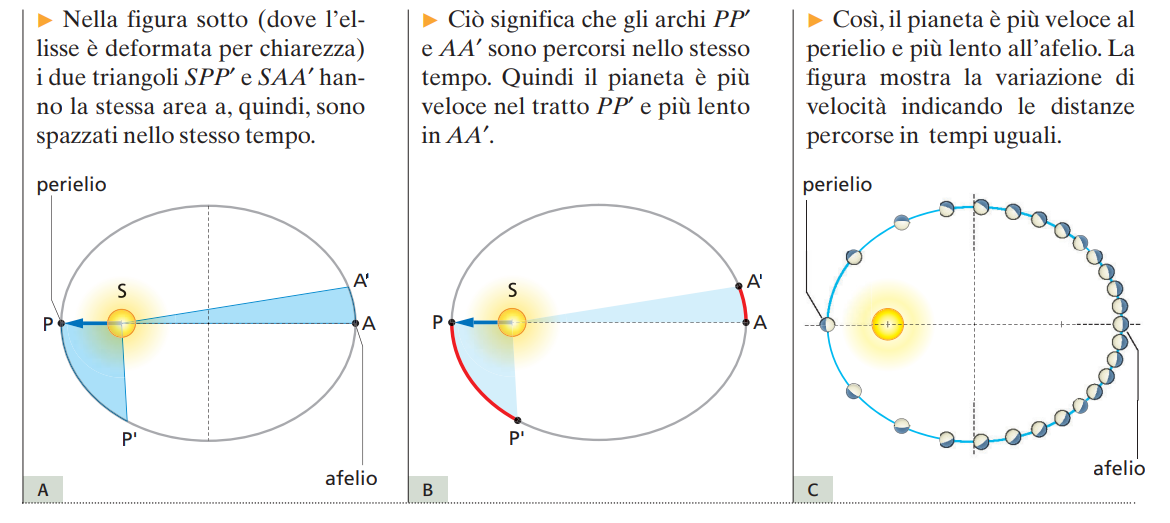 ► Nella figura sotto (dove l'el-
lisse è deformata per chiarezza)
i due triangoli SPP' e SAA' han-
no la stessa area a, quindi, sono
spazzati nello stesso tempo.
perielio
S
A'
P
A
P'
afelio
A
► Ciò significa che gli archi PP'
e AA' sono percorsi nello stesso
tempo. Quindi il pianeta è più
veloce nel tratto PP' e più lento
in AA'.
S
A'
P
A
P'
B
► Così, il pianeta è più veloce al
perielio e più lento all'afelio. La
figura mostra la variazione di
velocità indicando le distanze
percorse in tempi uguali.
perielio
afelio
C